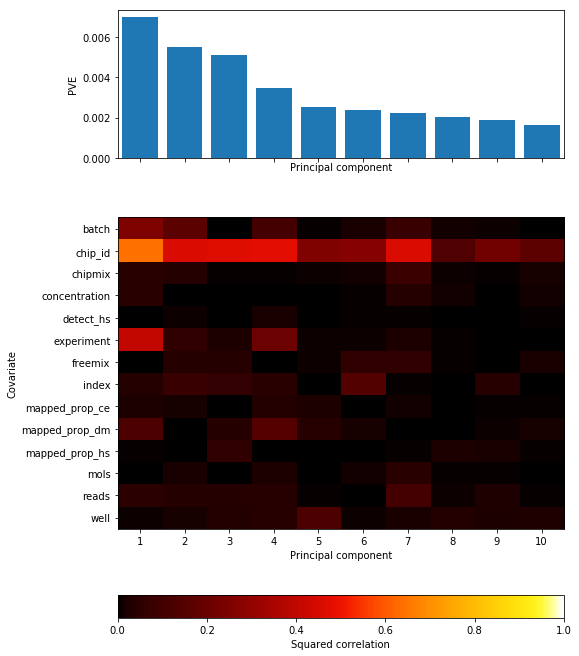 0.006
0.004
0.002
0.000
PVE
Principal component
batch
chip_id
chipmix
concentration
detect_hs
experiment
freemix
index
mapped_prop_ce
mapped_prop_dm
mapped_prop_hs
mols
reads
well
Covariate
1 2 3 4 5 6 7 8 9 10
Principal component
0.0 0.2 0.4 0.6 0.8 1.0
Squared correlation